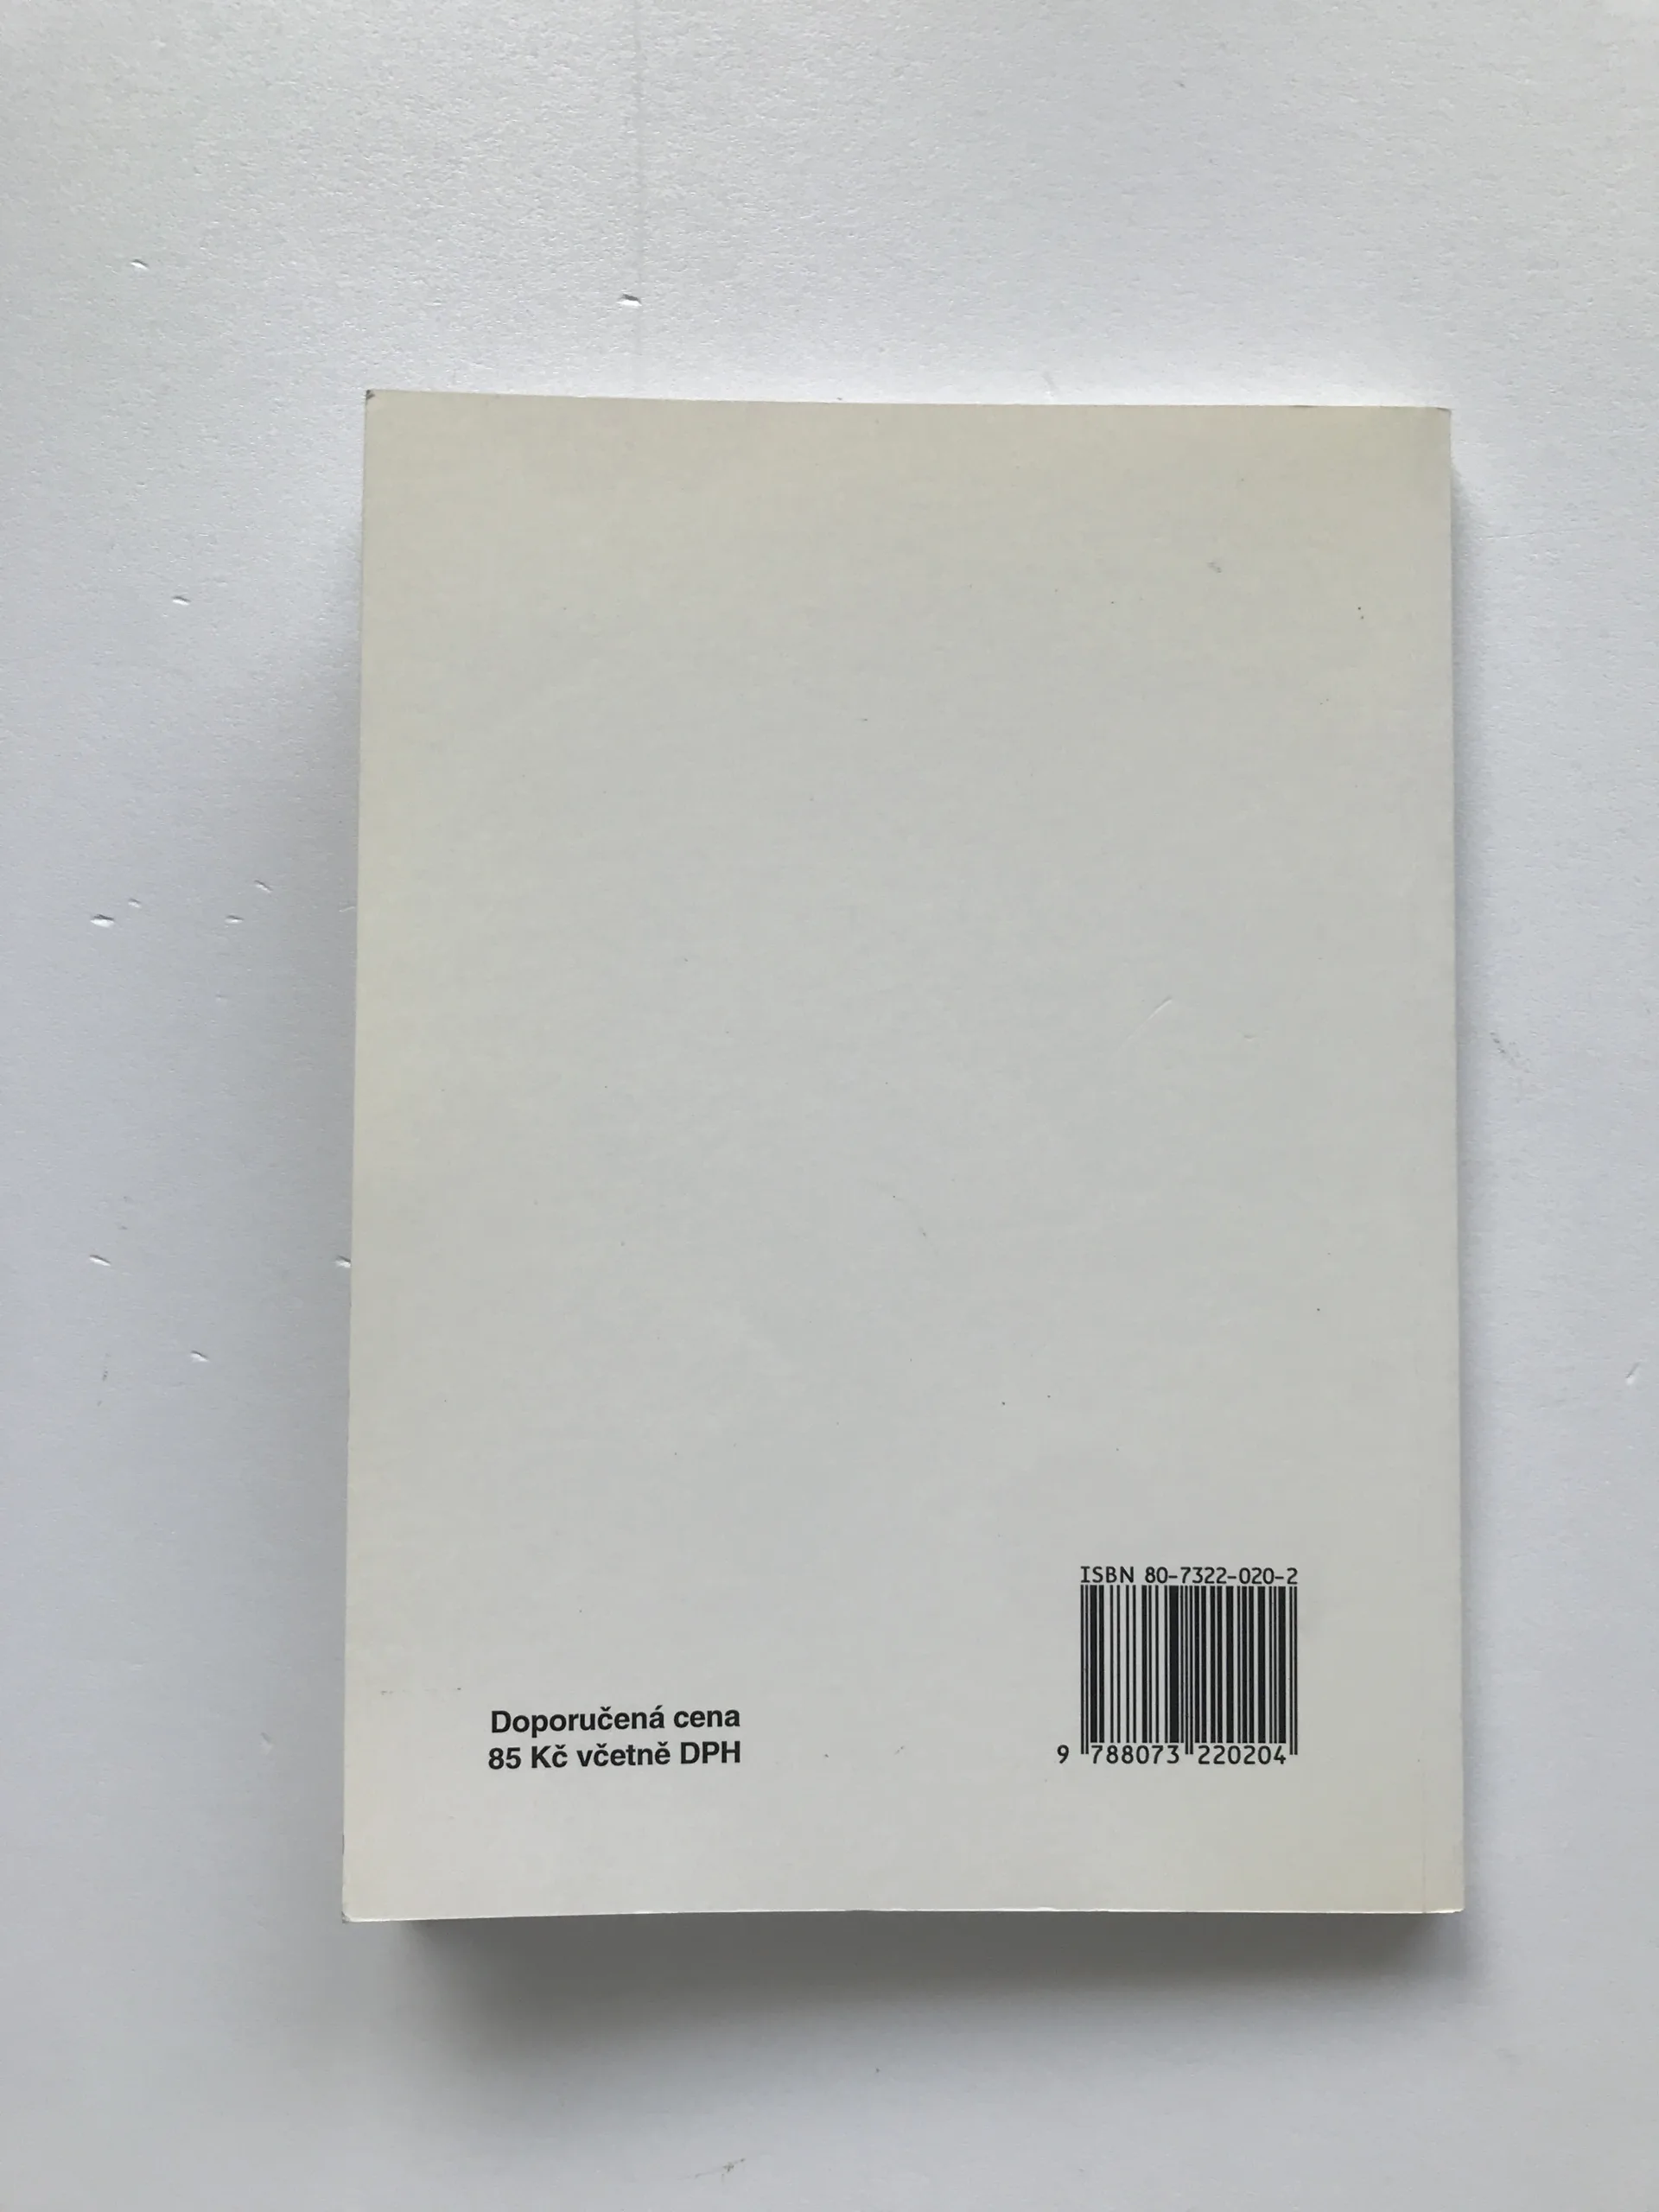 ISBN 80-7322-020-2
Doporučená cena
85 Kč včetně DPH
9 788073 220204